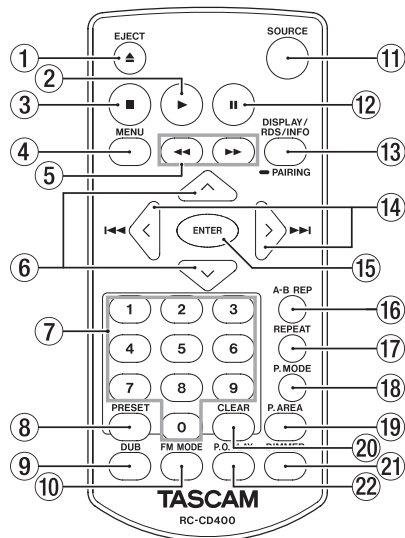 EJECT
SOURCE
1
2
11
3
12
MENU
DISPLAY/
RDS/INFO
4
13
5
PAIRING
14
ENTER
6
15
A-B REP
7
1 2 3
16
REPEAT
4 5 6
17
P.MODE
7 8 9
18
PRESET
CLEAR
P.AREA
8
0
19
20
DUB
FM MODE
9
10
21
22
TASCAM
RC-CD400